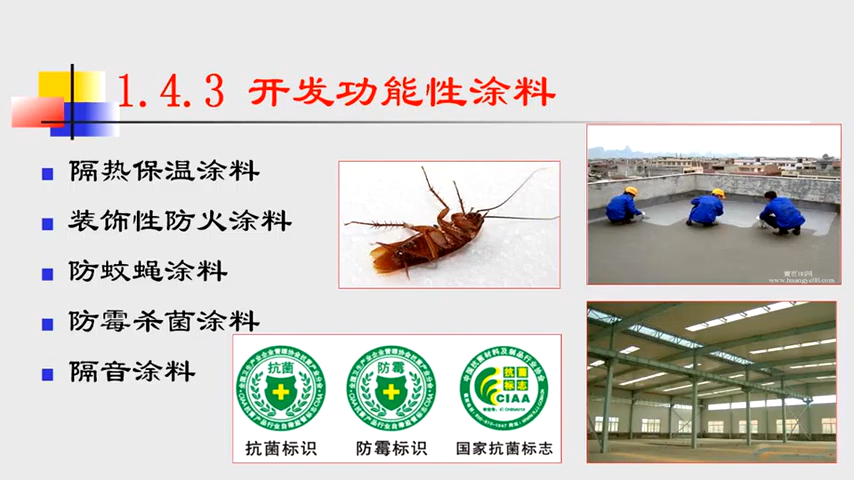 1.4.3 开发功能性涂料
隔热保温涂料
装饰性防火涂料
防蚊蝇涂料
防霉杀菌涂料
隔音涂料
抗菌
防霉
抗菌
标志
CIAA
抗菌标识
防霉标识
国家抗菌标志